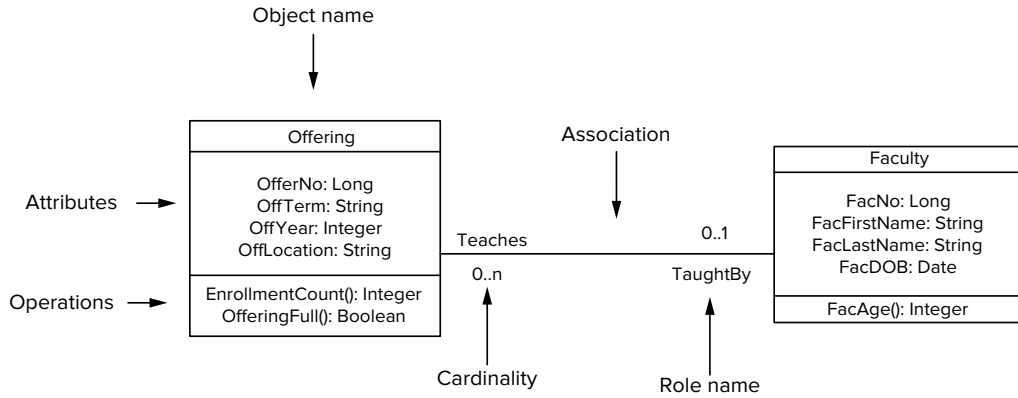 Object name
Offering
Attributes
OfferNo: Long
OffTerm: String
OffYear: Integer
OffLocation: String
Operations
EnrollmentCount(): Integer
OfferingFull(): Boolean
Association
Teaches
0..n
Cardinality
0..1
TaughtBy
Role name
Faculty
FacNo: Long
FacFirstName: String
FacLastName: String
FacDOB: Date
FacAge(): Integer